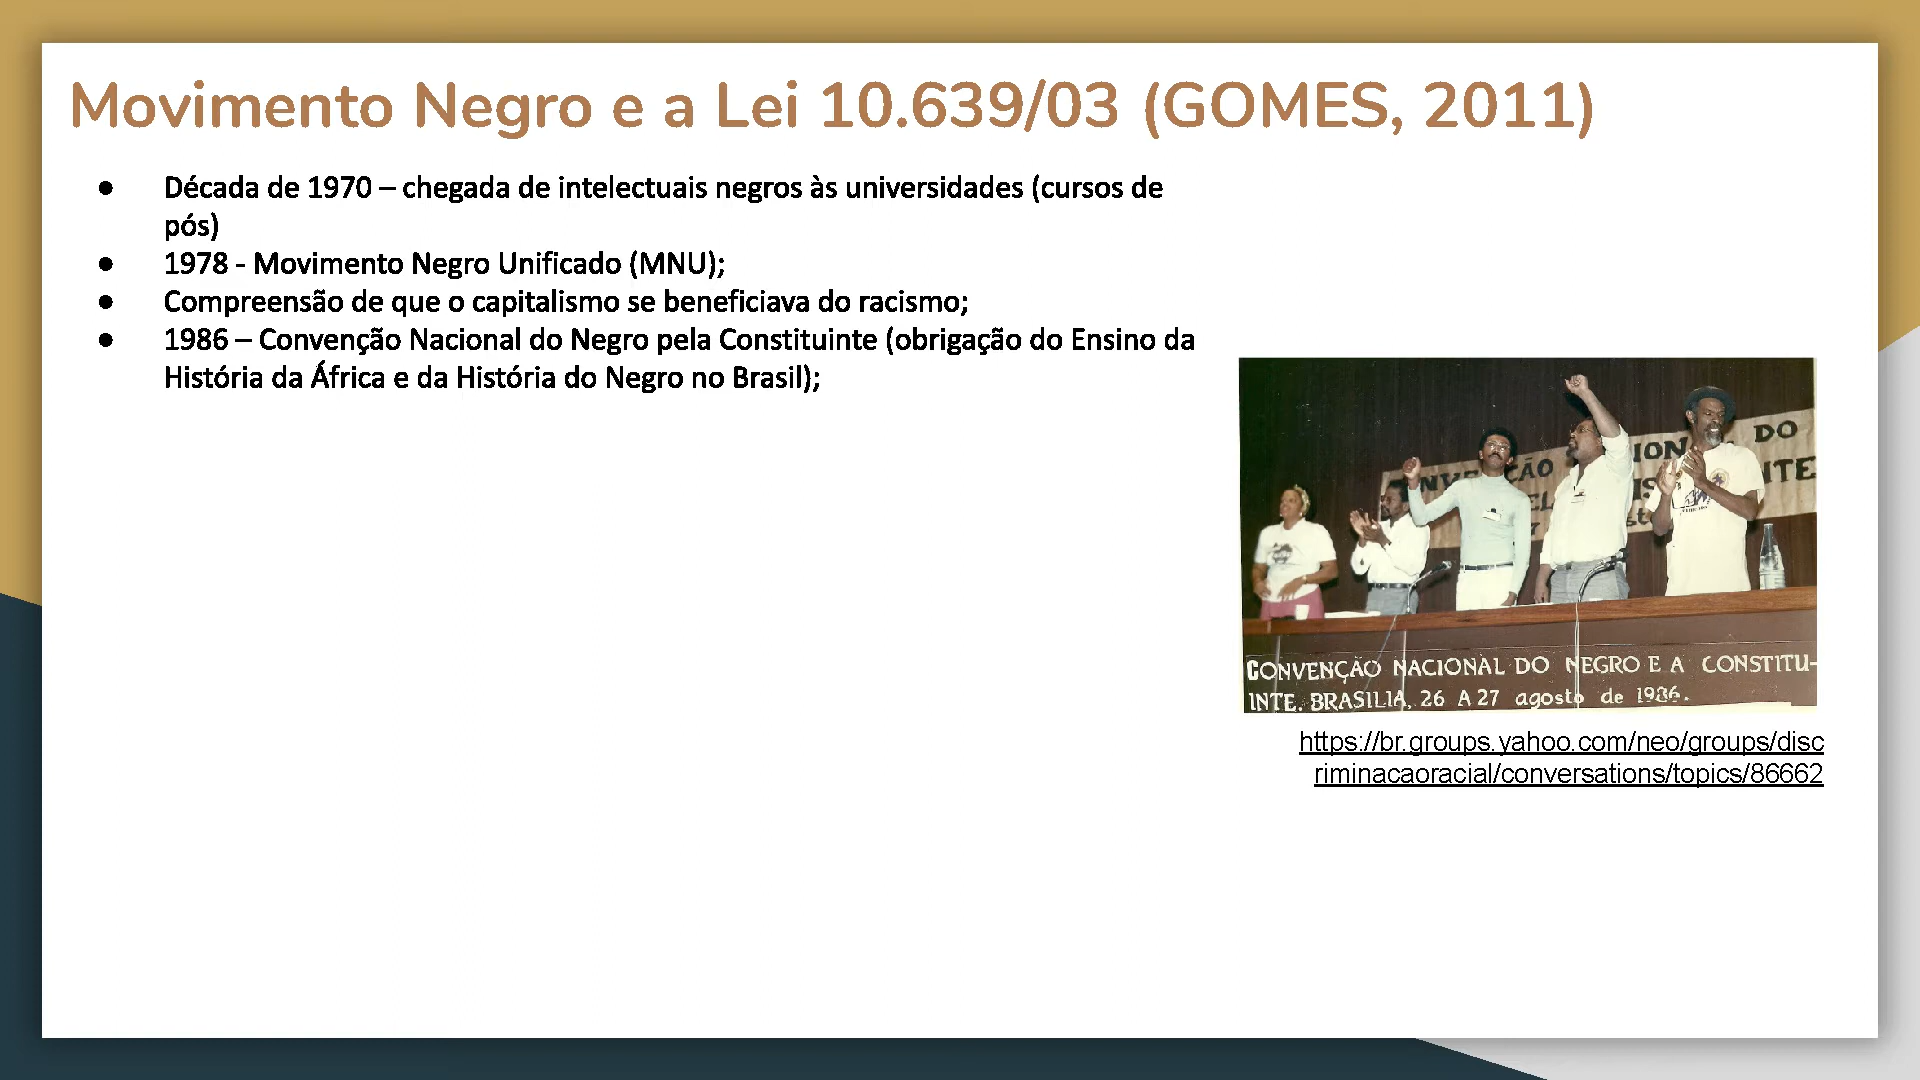 Movimento Negro e a Lei 10.639/03 (GOMES, 2011)
● Década de 1970 – chegada de intelectuais negros às universidades (cursos de
pós)
● 1978 - Movimento Negro Unificado (MNU);
● Compreensão de que o capitalismo se beneficiava do racismo;
● 1986 – Convenção Nacional do Negro pela Constituinte (obrigação do Ensino da
História da África e da História do Negro no Brasil);
DO
CONVENÇÃO NACIONAL DO NEGRO E A CONSTITU-
INTE. BRASILIA, 26 A 27 agosto de 1986.
https://br.groups.yahoo.com/neo/groups/disc
riminacaoracial/conversations/topics/86662